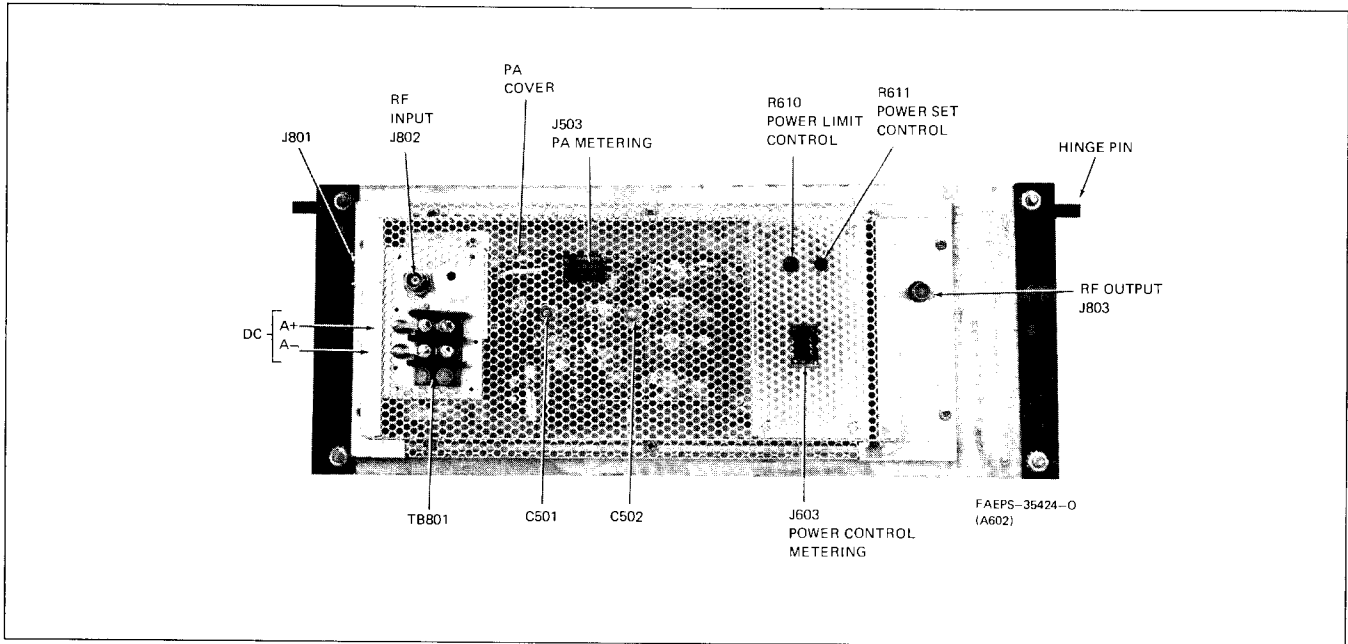 PA
COVER
RF
INPUT
J802
J801
J503
PA METERING
R610
POWER LIMIT
CONTROL
R611
POWER SET
CONTROL
HINGE PIN
RF OUTPUT
J803
DC
A+
A–
TB801
C501
C502
J603
POWER CONTROL
METERING
FAEPS–35424–O
(A602)